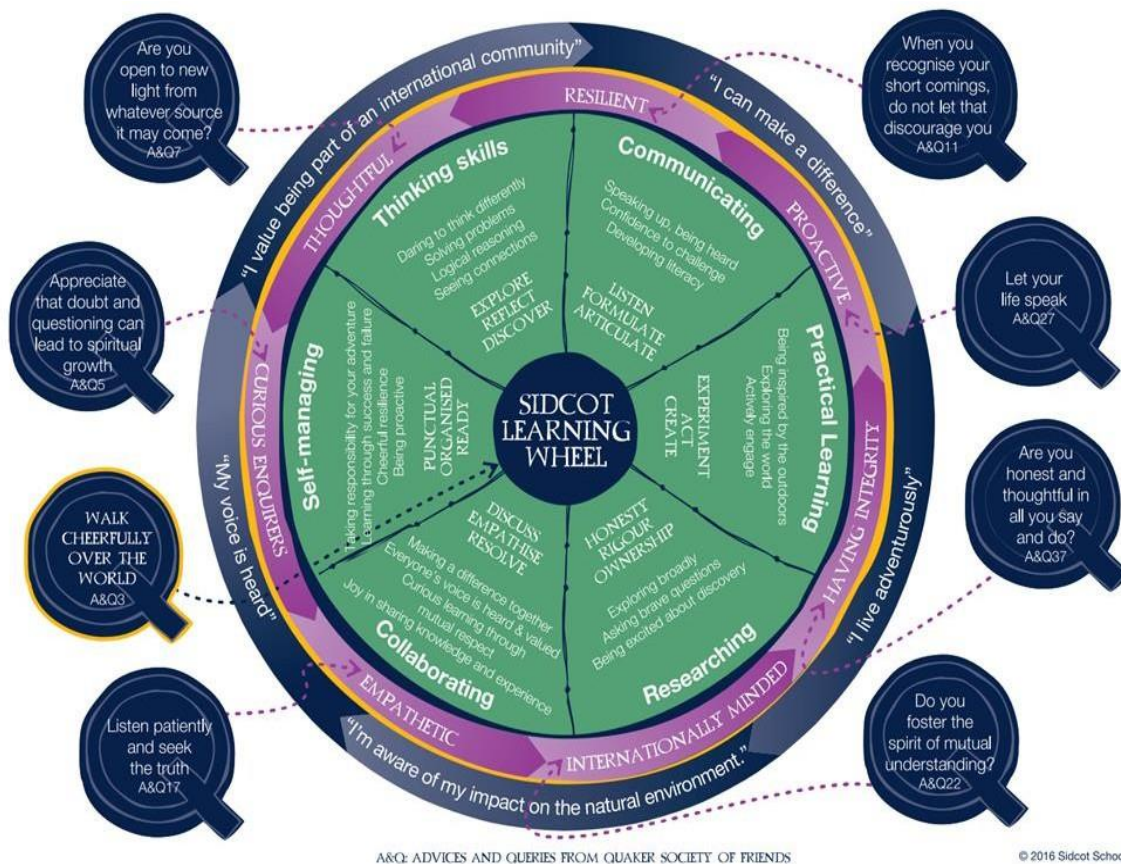 Are you
open to new
light from
whatever source
it may come?
A&Q7
When you
recognise your
short comings,
do not let that
discourage you
A&Q11
Appreciate
that doubt and
questioning can
lead to spiritual
growth
A&Q5
Let your
life speak
A&Q27
WALK
CHEERFULLY
OVER THE
WORLD
A&Q3
Are you
honest and
thoughtful in
all you say
and do?
A&Q37
Listen patiently
and seek
the truth
A&Q17
Do you
foster the
spirit of mutual
understanding?
A&Q22
"I value being part of an international community"
"I can make a difference"
"I live adventurously"
"I'm aware of my impact on the natural environment."
"My voice is heard"
RESILIENT
PROACTIVE
HAVING INTEGRITY
INTERNATIONALLY MINDED
EMPATHETIC
CURIOUS ENQUIRERS
THOUGHTFUL
Thinking skills
Daring to think differently
Solving problems
Logical reasoning
Seeing connections
EXPLORE
REFLECT
DISCOVER
Communicating
Speaking up, being heard
Confidence to challenge
Developing literacy
LISTEN
FORMULATE
ARTICULATE
Practical Learning
Being inspired by the outdoors
Exploring the world
Actively engage
EXPERIMENT
ACT
CREATE
Researching
HONESTY
RIGOUR
OWNERSHIP
Exploring broadly
Asking brave questions
Being excited about discovery
Collaborating
DISCUSS
EMPATHISE
RESOLVE
Making a difference together
Everyone's voice is heard & valued
Curious learning through
mutual respect
Joy in sharing knowledge and experience
Self-managing
Taking responsibility for your adventure
Learning through success and failure
Cheerful resilience
Being proactive
PUNCTUAL
ORGANISED
READY
SIDCOT
LEARNING
WHEEL
A&Q: ADVICES AND QUERIES FROM QUAKER SOCIETY OF FRIENDS
© 2016 Sidcot School